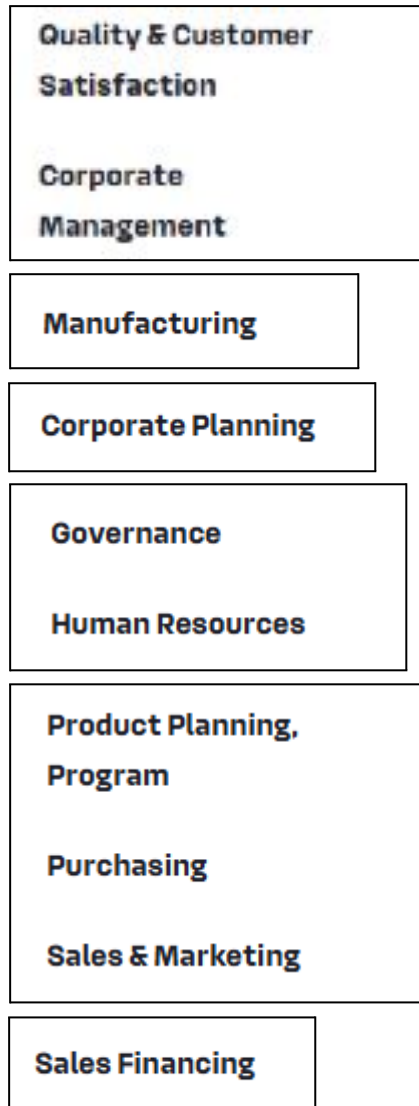 Quality & Customer
Satisfaction
Corporate
Management
Manufacturing
Corporate Planning
Governance
Human Resources
Product Planning,
Program
Purchasing
Sales & Marketing
Sales Financing